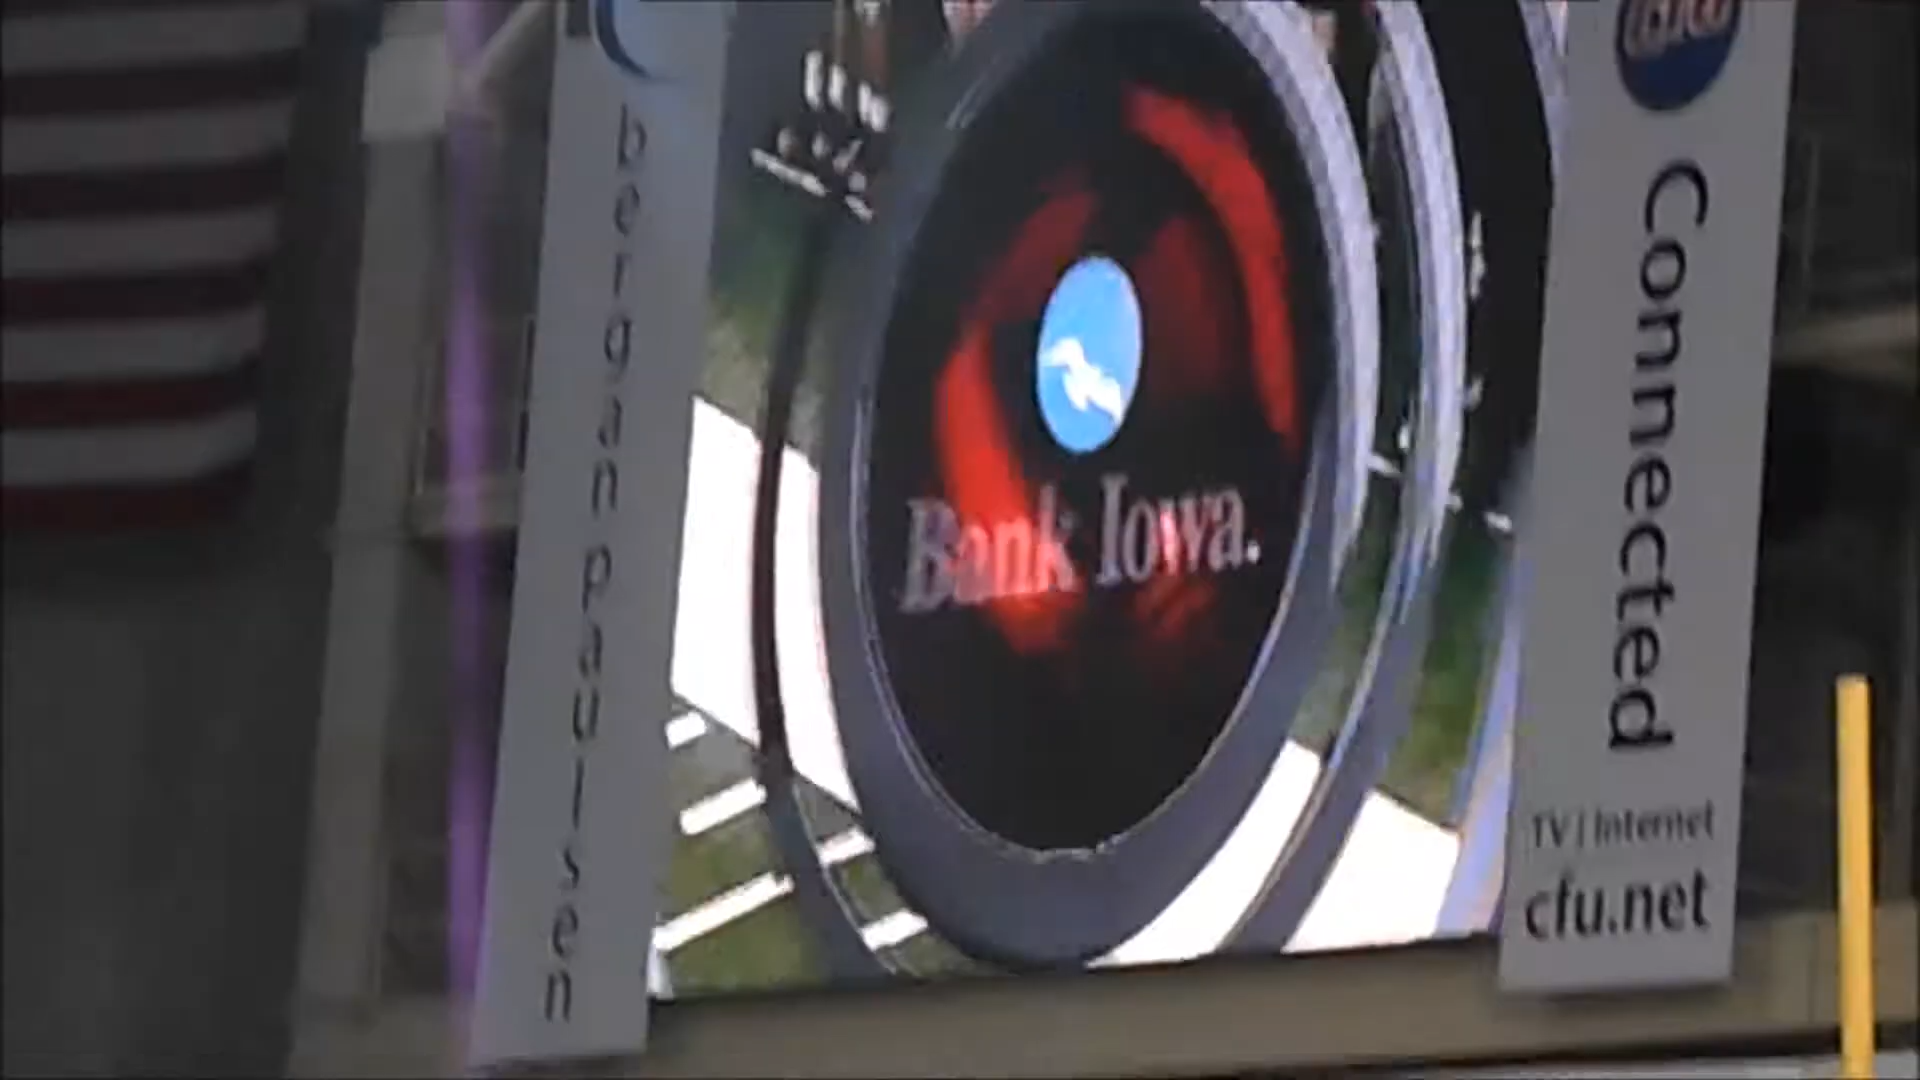 bergan paulsen
Bank Iowa.
Connected
TV | Internet
cfu.net